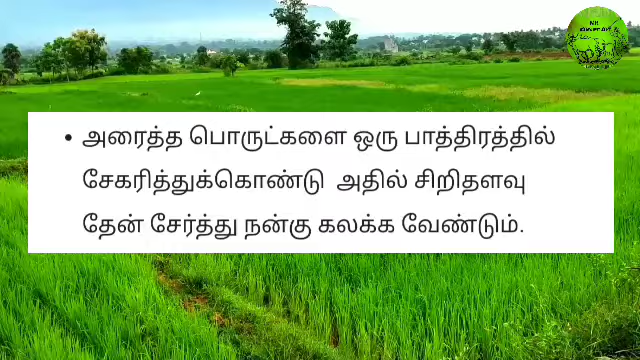 • அரைத்த பொருட்களை ஒரு பாத்திரத்தில்
சேகரித்துக்கொண்டு அதில் சிறிதளவு
தேன் சேர்த்து நன்கு கலக்க வேண்டும்.